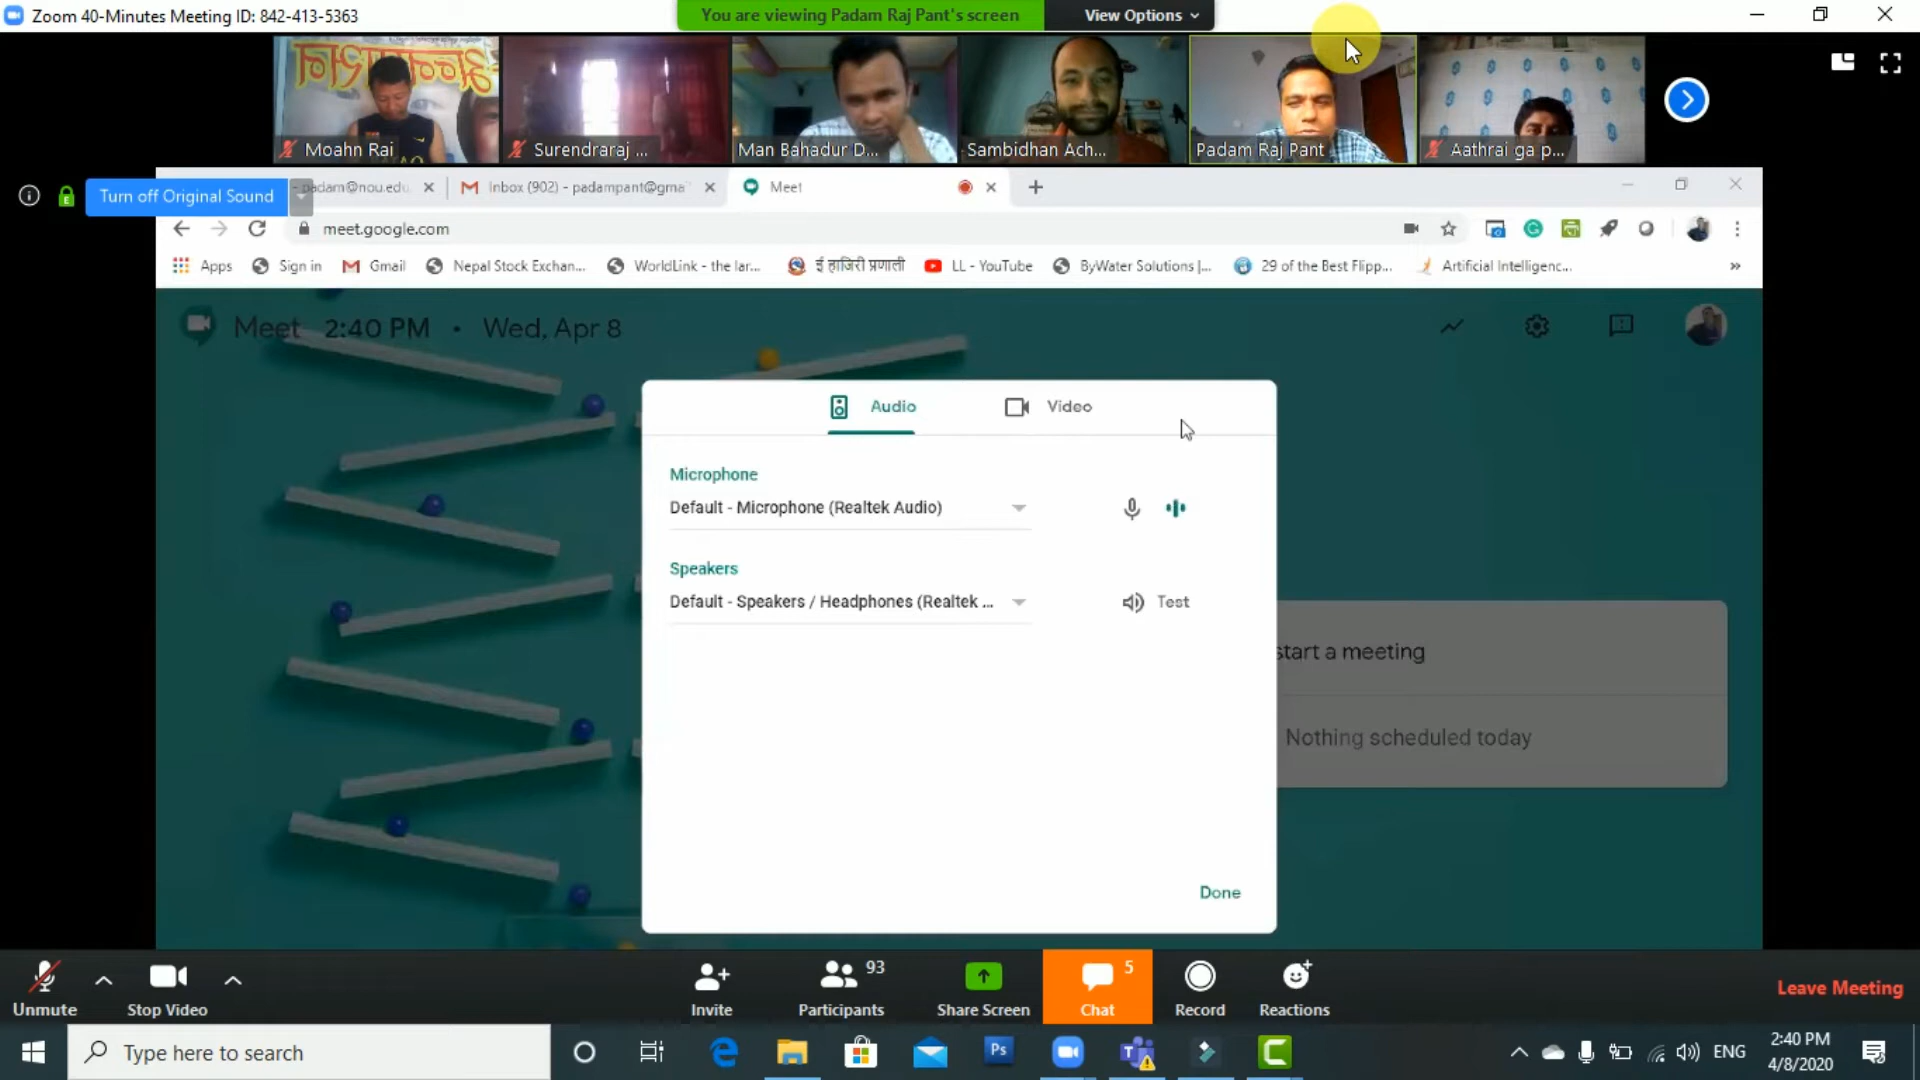 Zoom 40-Minutes Meeting ID: 842-413-5363
You are viewing Padam Raj Pant's screen
View Options
Moahn Rai
Surendraraj ...
Man Bahadur D...
Sambidhan Ach...
Padam Raj Pant
Aathrai ga p...
Turn off Original Sound
- padam@nou.edu.
Inbox (902) - padampant@gma
Meet
meet.google.com
Apps
Sign in
Gmail
Nepal Stock Exchan...
WorldLink - the lar...
ई हाजिरी प्रणाली
LL - YouTube
ByWater Solutions |...
29 of the Best Flipp...
Artificial Intelligenc...
Meet 2:40 PM • Wed, Apr 8
Audio
Video
Microphone
Default - Microphone (Realtek Audio)
Speakers
Default - Speakers / Headphones (Realtek ...
Test
start a meeting
Nothing scheduled today
Done
Unmute
Stop Video
Invite
93
Participants
Share Screen
5
Chat
Record
Reactions
Leave Meeting
Type here to search
Ps
ENG
2:40 PM
4/8/2020